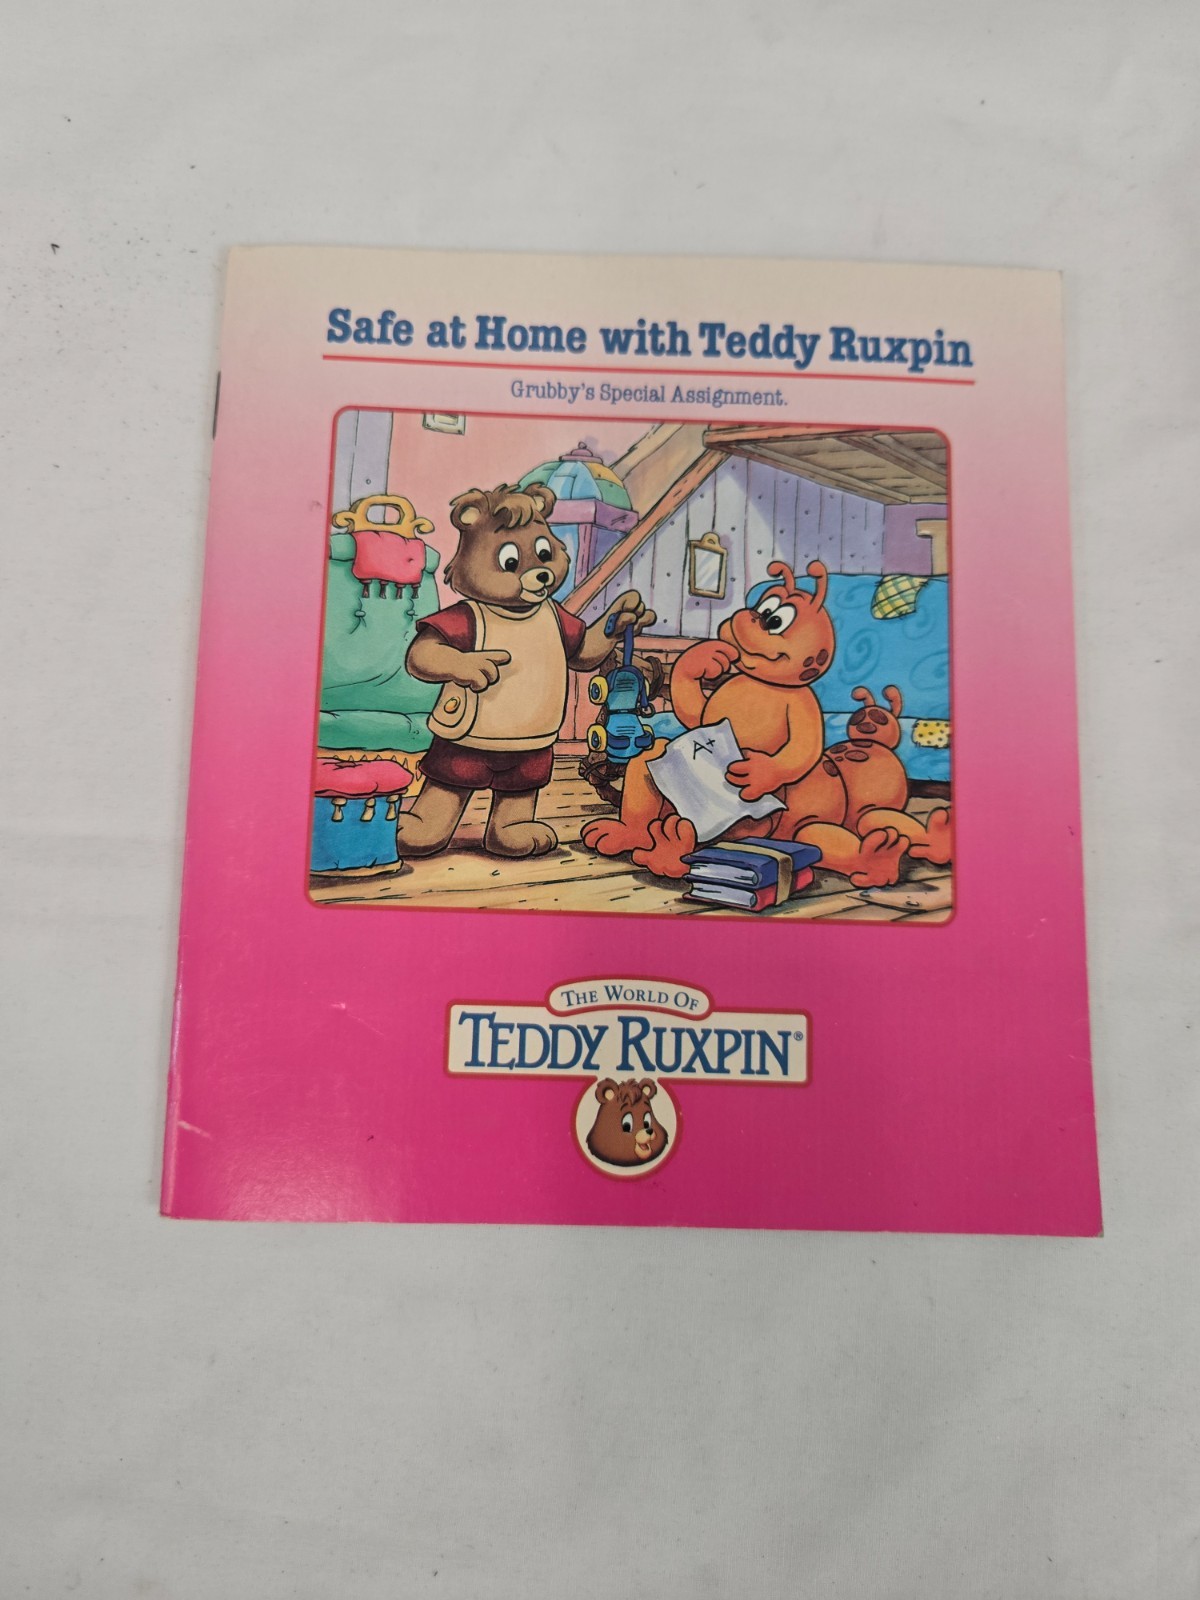 Safe at Home with Teddy Ruxpin
Grubby's Special Assignment.
A+
THE WORLD OF
TEDDY RUXPIN®